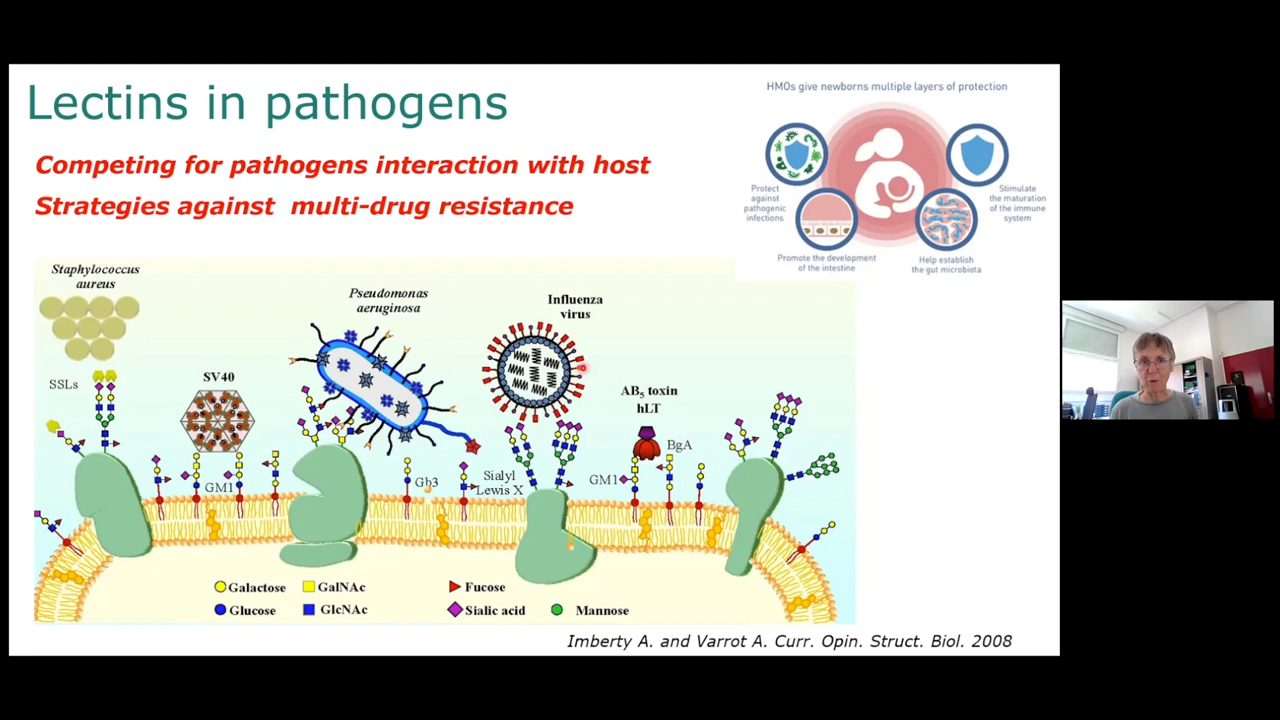 Lectins in pathogens
Competing for pathogens interaction with host
Strategies against multi-drug resistance
HMOs give newborns multiple layers of protection
Protect
against
pathogenic
infections
Stimulate
the maturation
of the immune
system
Promote the development
of the intestine
Help establish
the gut microbiota
Staphylococcus
aureus
SSLs
SV40
GM1
Pseudomonas
aeruginosa
Gb3
Sialyl
Lewis X
Influenza
virus
AB5 toxin
hLT
BgA
GM1
Galactose
GalNAc
Fucose
Glucose
GlcNAc
Sialic acid
Mannose
Imberty A. and Varrot A. Curr. Opin. Struct. Biol. 2008